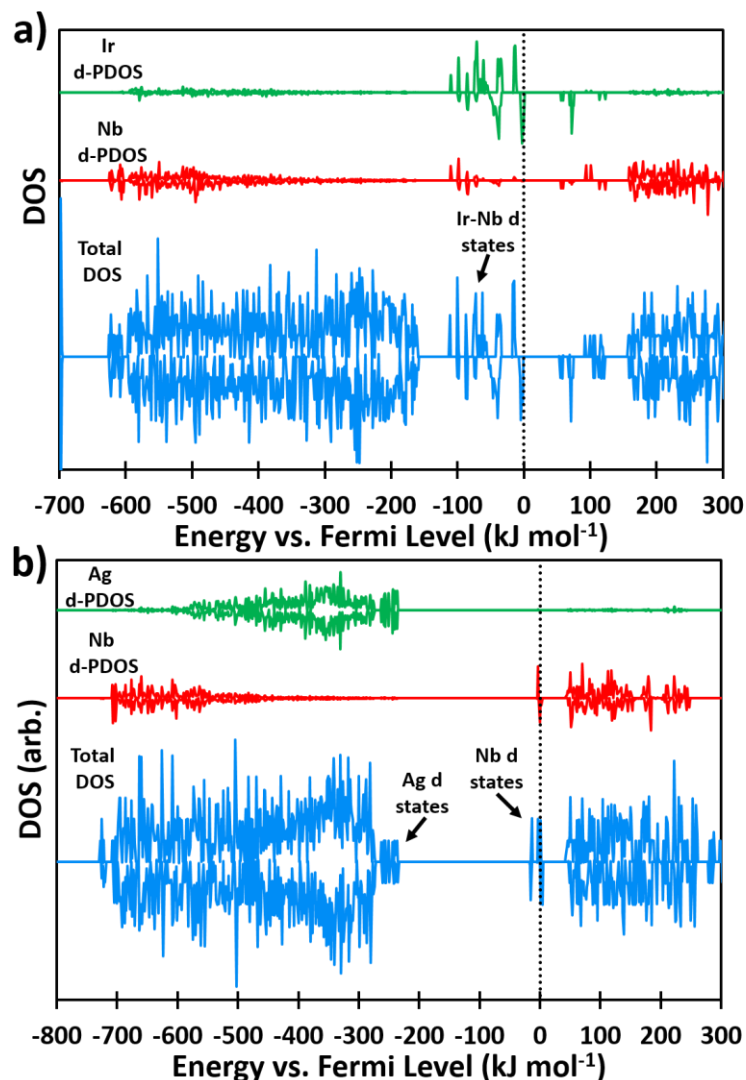 a)
Ir
d-PDOS
Nb
d-PDOS
Total
DOS
Ir-Nb d
states
DOS
-700 -600 -500 -400 -300 -200 -100 0 100 200 300
Energy vs. Fermi Level (kJ mol⁻¹)
b)
Ag
d-PDOS
Nb
d-PDOS
Total
DOS
Ag d
states
Nb d
states
DOS (arb.)
-800 -700 -600 -500 -400 -300 -200 -100 0 100 200 300
Energy vs. Fermi Level (kJ mol⁻¹)